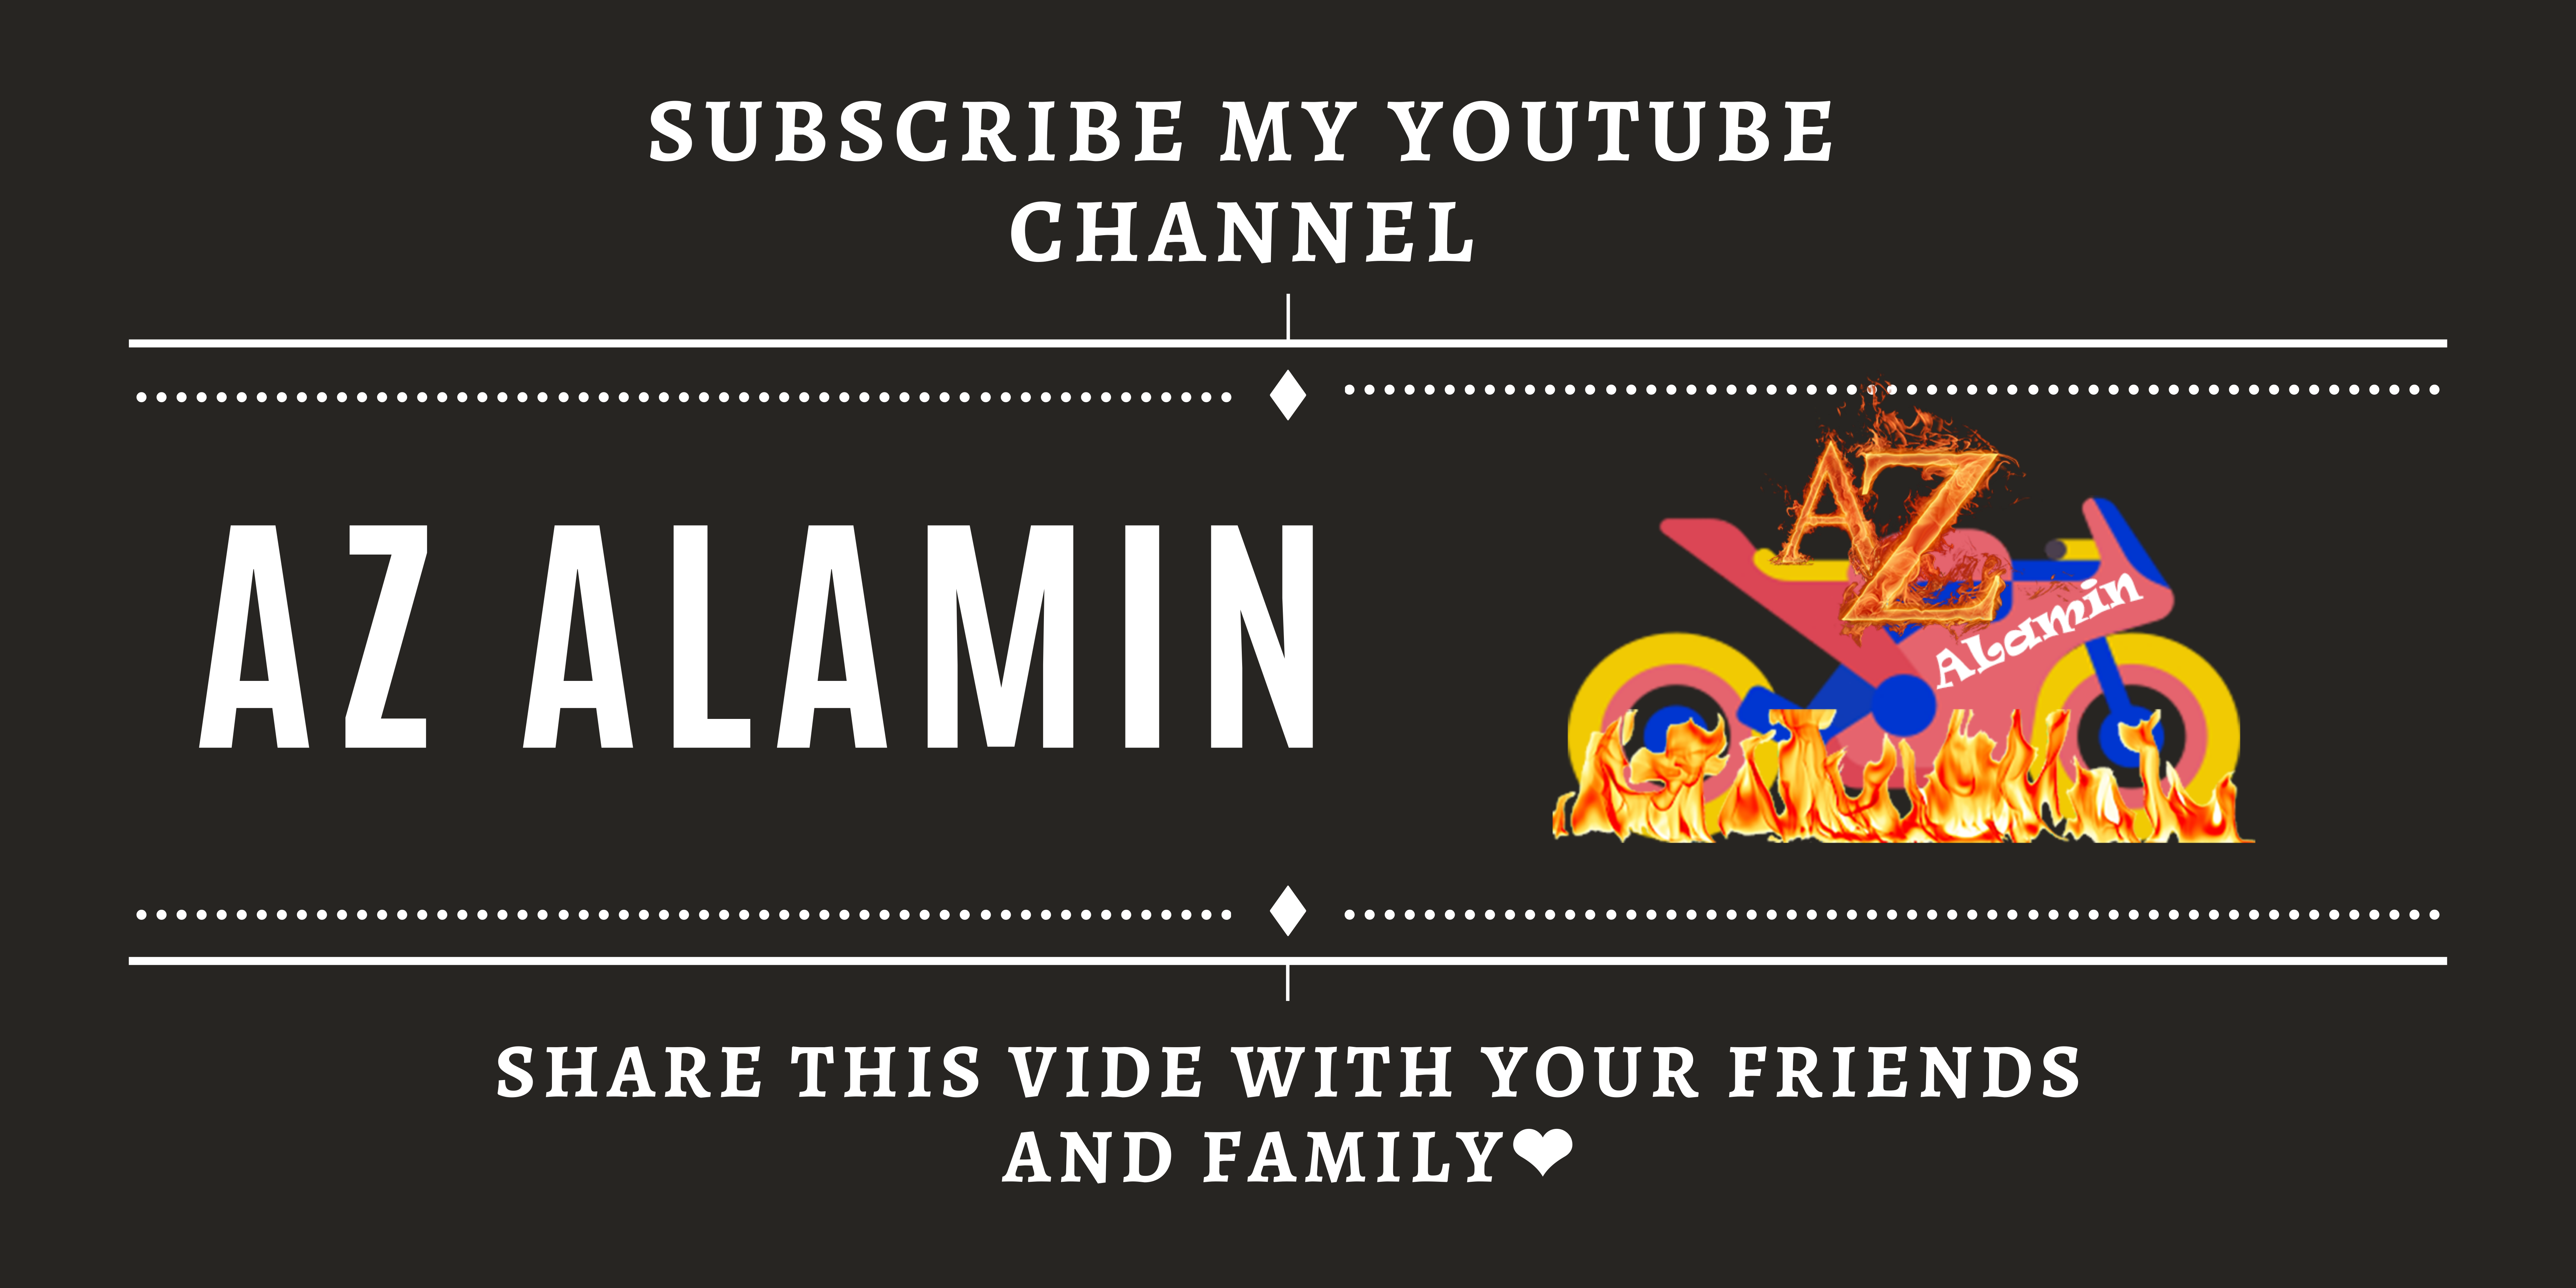 SUBSCRIBE MY YOUTUBE
CHANNEL
AZ ALAMIN
AZ
ALamin
SHARE THIS VIDE WITH YOUR FRIENDS
AND FAMILY❤